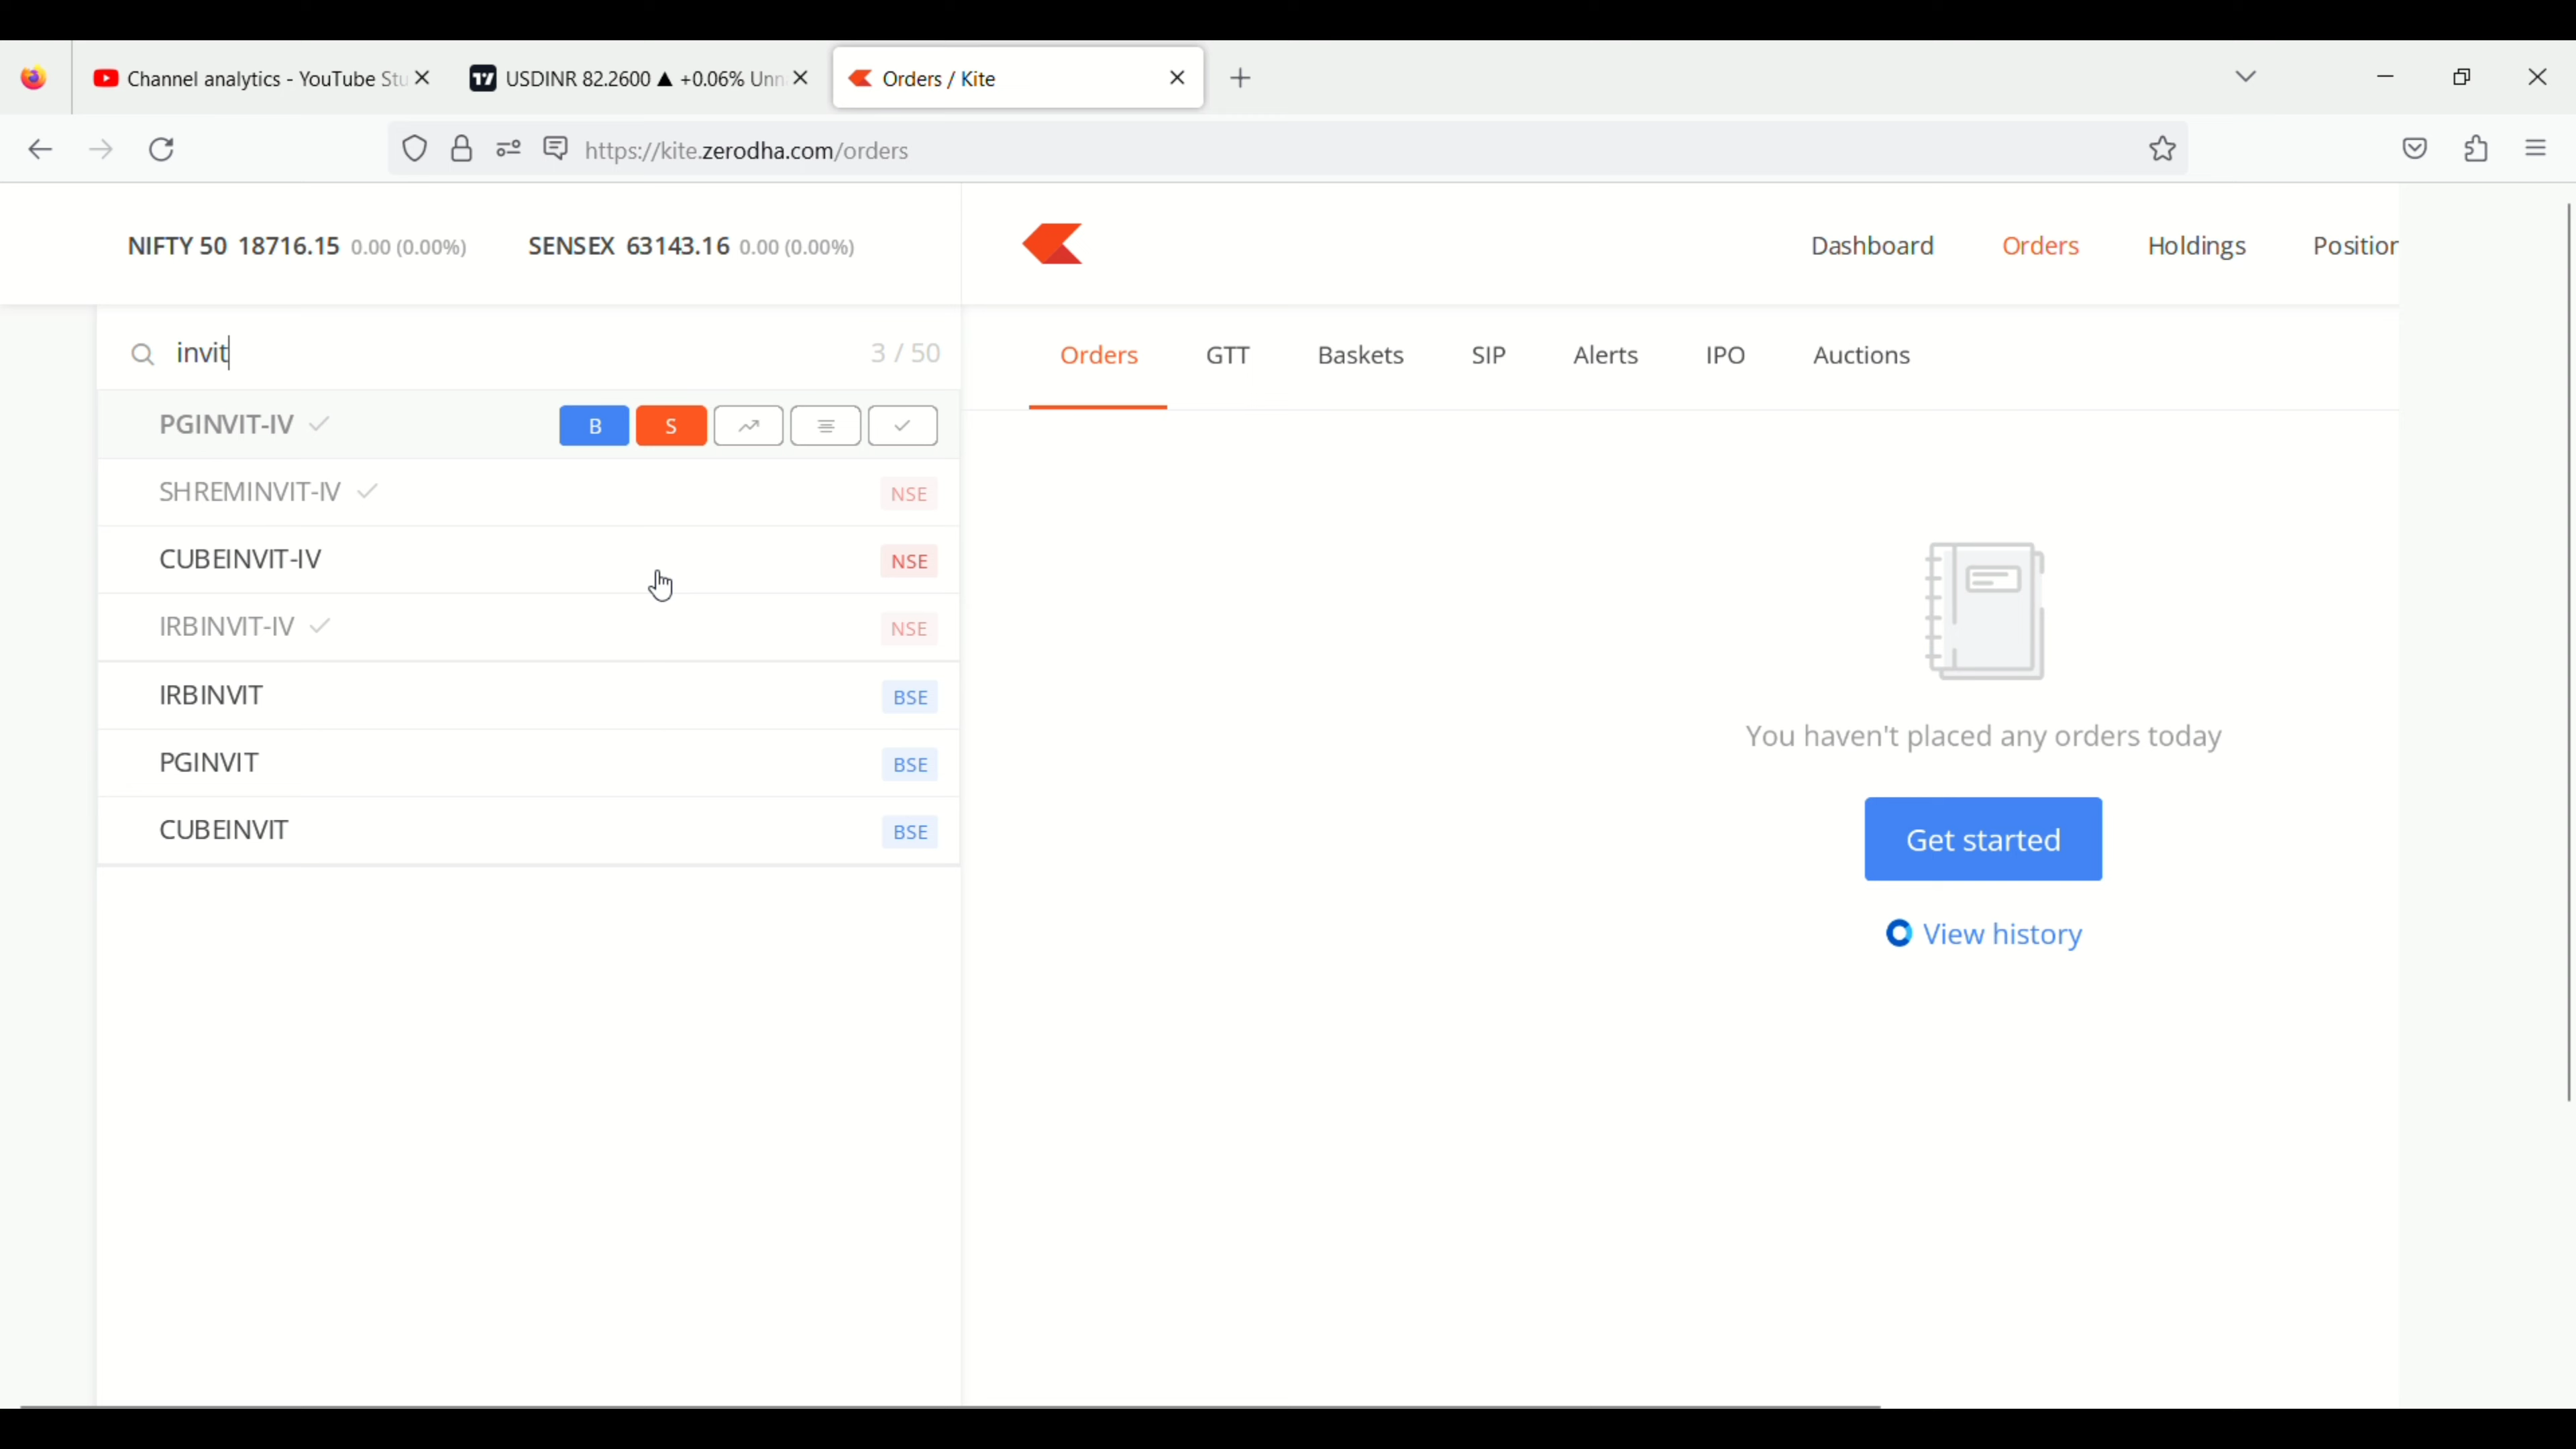 Channel analytics - YouTube Stu
USDINR 82.2600 ▲ +0.06% Unn
Orders / Kite
https://kite.zerodha.com/orders
NIFTY 50 18716.15 0.00 (0.00%) SENSEX 63143.16 0.00 (0.00%)
Dashboard Orders Holdings Position
invit 3 / 50
Orders GTT Baskets SIP Alerts IPO Auctions
PGINVIT-IV B S
SHREMINVIT-IV NSE
CUBEINVIT-IV NSE
IRBINVIT-IV NSE
IRBINVIT BSE
PGINVIT BSE
CUBEINVIT BSE
You haven't placed any orders today
Get started
View history